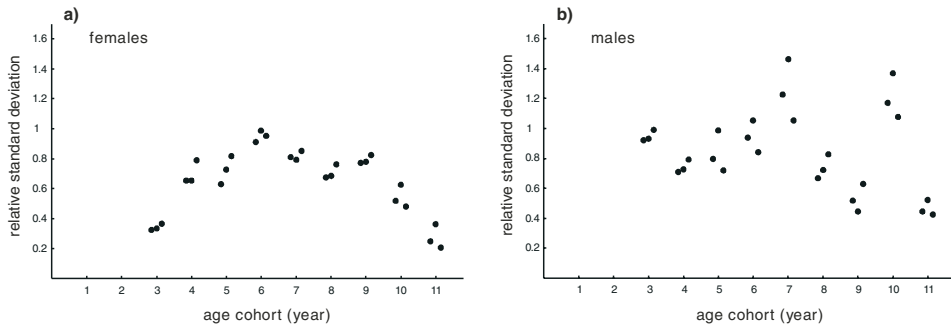 a)
females
relative standard deviation
1.6
1.4
1.2
1
0.8
0.6
0.4
0.2
1 2 3 4 5 6 7 8 9 10 11
age cohort (year)
b)
males
relative standard deviation
1.6
1.4
1.2
1
0.8
0.6
0.4
0.2
1 2 3 4 5 6 7 8 9 10 11
age cohort (year)